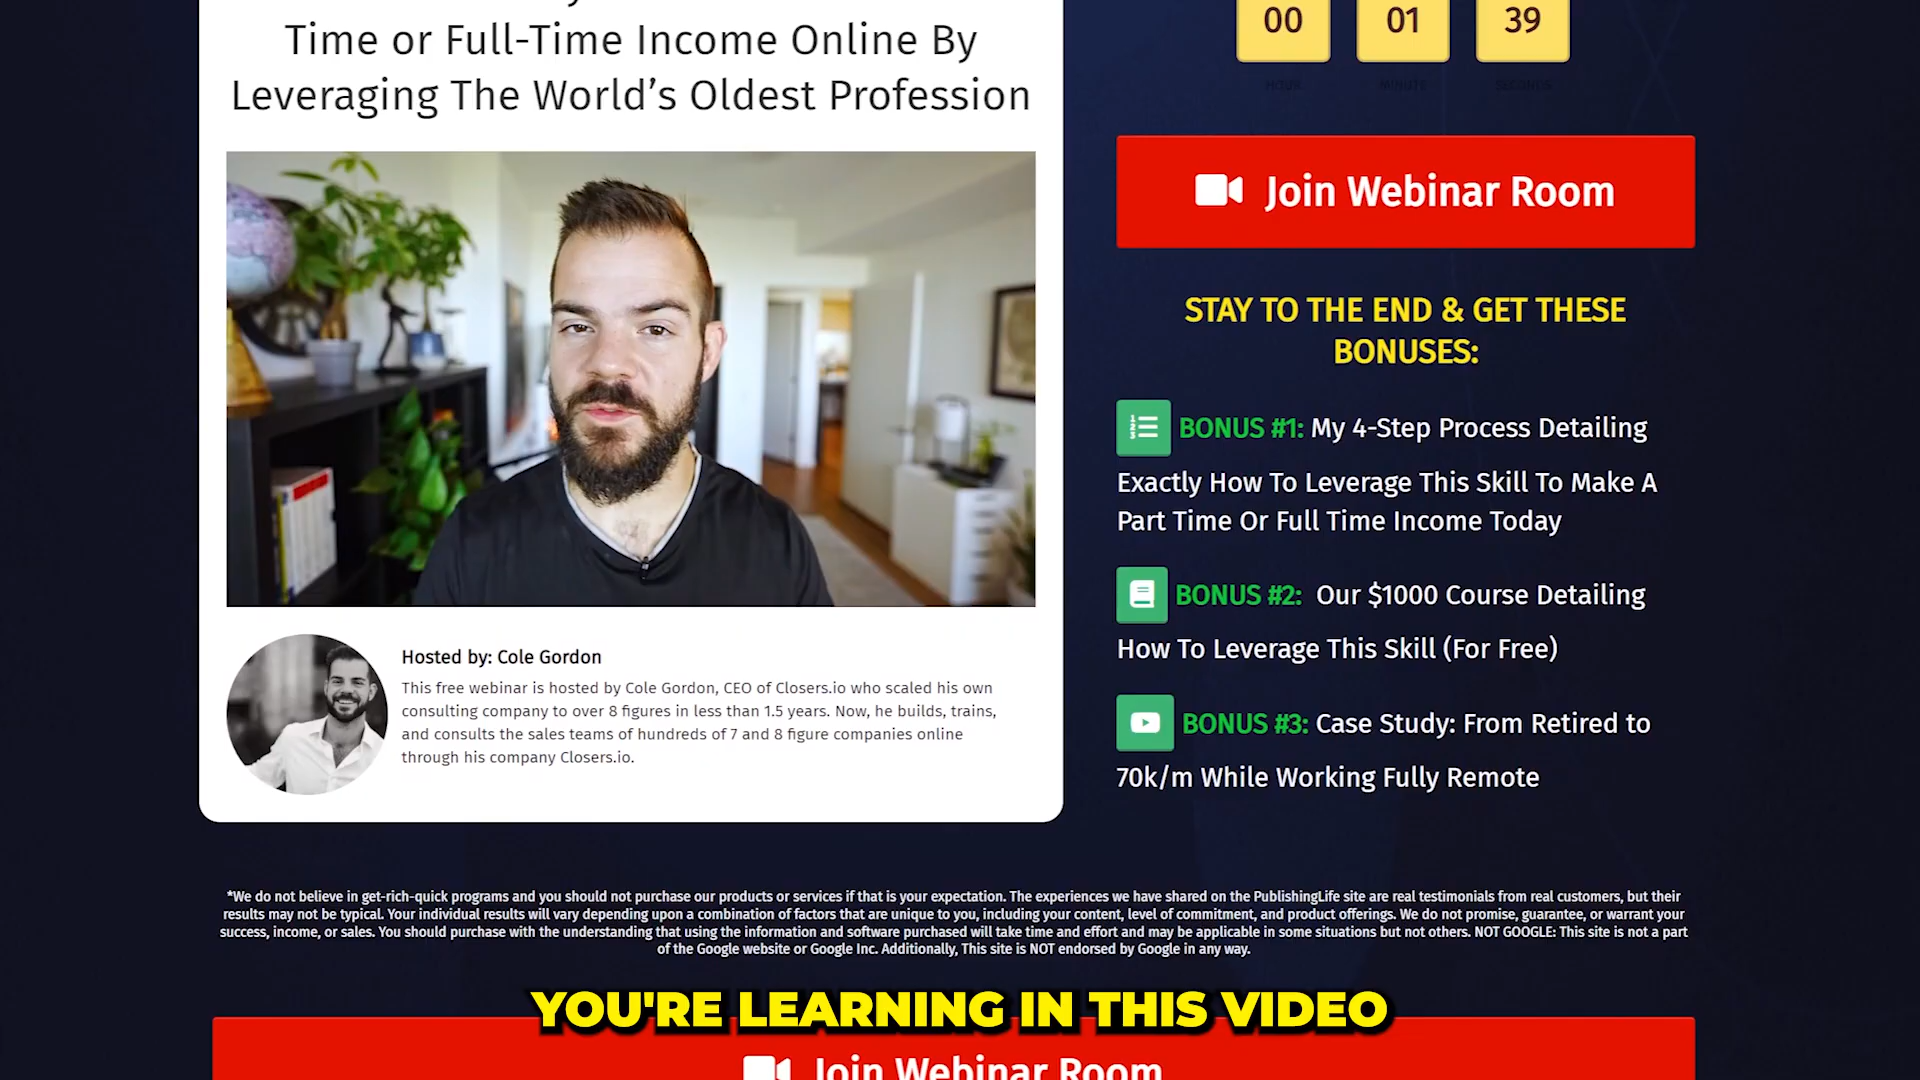 Time or Full-Time Income Online By
Leveraging The World's Oldest Profession
Hosted by: Cole Gordon
This free webinar is hosted by Cole Gordon, CEO of Closers.io who scaled his own
consulting company to over 8 figures in less than 1.5 years. Now, he builds, trains,
and consults the sales teams of hundreds of 7 and 8 figure companies online
through his company Closers.io.
00 01 39
HOUR MINUTE SECONDS
Join Webinar Room
STAY TO THE END & GET THESE
BONUSES:
BONUS #1: My 4-Step Process Detailing
Exactly How To Leverage This Skill To Make A
Part Time Or Full Time Income Today
BONUS #2: Our $1000 Course Detailing
How To Leverage This Skill (For Free)
BONUS #3: Case Study: From Retired to
70k/m While Working Fully Remote
*We do not believe in get-rich-quick programs and you should not purchase our products or services if that is your expectation. The experiences we have shared on the PublishingLife site are real testimonials from real customers, but their
results may not be typical. Your individual results will vary depending upon a combination of factors that are unique to you, including your content, level of commitment, and product offerings. We do not promise, guarantee, or warrant your
success, income, or sales. You should purchase with the understanding that using the information and software purchased will take time and effort and may be applicable in some situations but not others. NOT GOOGLE: This site is not a part
of the Google website or Google Inc. Additionally, This site is NOT endorsed by Google in any way.
YOU'RE LEARNING IN THIS VIDEO
Join Webinar Room